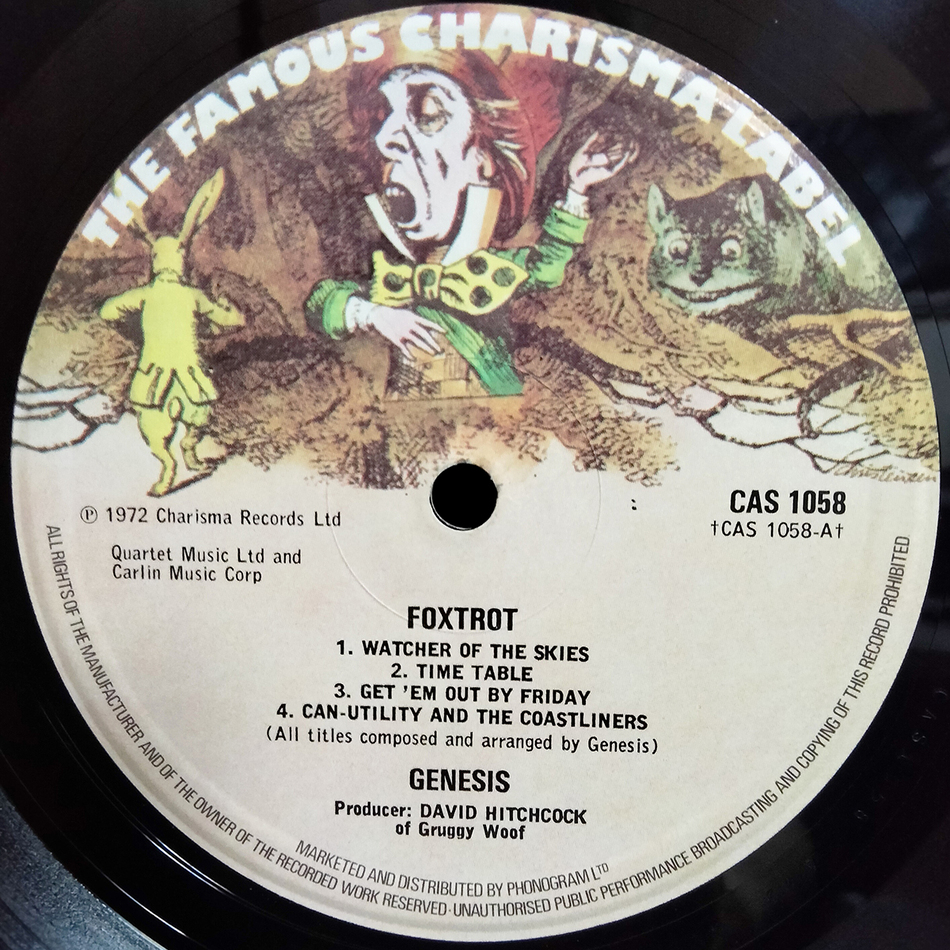 THE FAMOUS CHARISMA LABEL
℗ 1972 Charisma Records Ltd
Quartet Music Ltd and
Carlin Music Corp
CAS 1058
†CAS 1058-A†
FOXTROT
1. WATCHER OF THE SKIES
2. TIME TABLE
3. GET 'EM OUT BY FRIDAY
4. CAN-UTILITY AND THE COASTLINERS
(All titles composed and arranged by Genesis)
GENESIS
Producer: DAVID HITCHCOCK
of Gruggy Woof
MARKETED AND DISTRIBUTED BY PHONOGRAM LTD
ALL RIGHTS OF THE MANUFACTURER AND OF THE OWNER OF THE RECORDED WORK RESERVED·UNAUTHORISED PUBLIC PERFORMANCE BROADCASTING AND COPYING OF THIS RECORD PROHIBITED